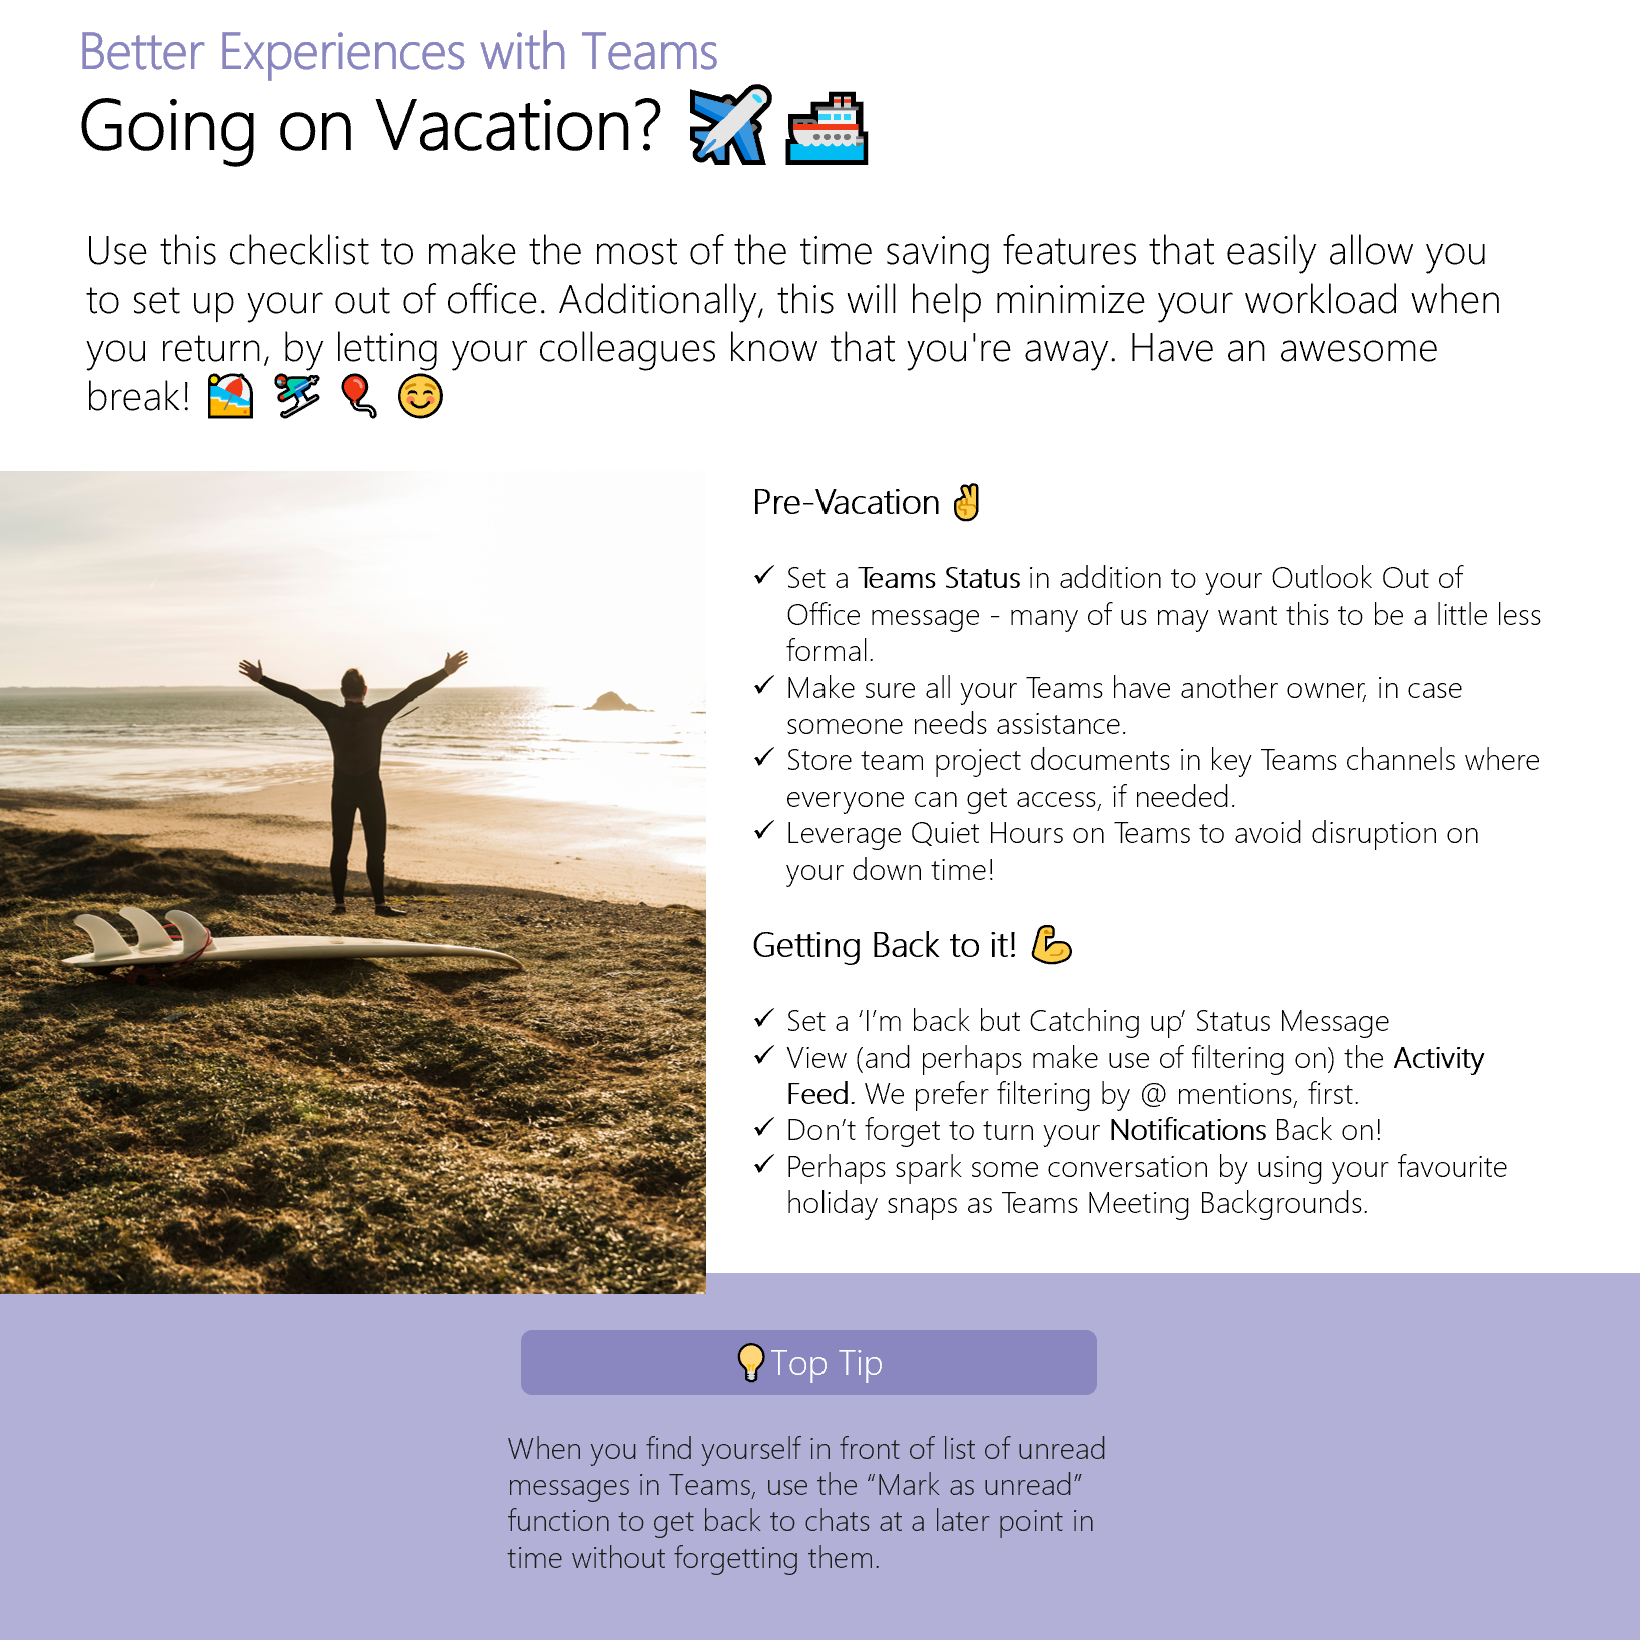 Better Experiences with Teams
Going on Vacation? ✈️ 🛳️
Use this checklist to make the most of the time saving features that easily allow you
to set up your out of office. Additionally, this will help minimize your workload when
you return, by letting your colleagues know that you're away. Have an awesome
break! 🏖️ ⛷️ 🎈 😊
Pre-Vacation ✌️
✓ Set a Teams Status in addition to your Outlook Out of
Office message - many of us may want this to be a little less
formal.
✓ Make sure all your Teams have another owner, in case
someone needs assistance.
✓ Store team project documents in key Teams channels where
everyone can get access, if needed.
✓ Leverage Quiet Hours on Teams to avoid disruption on
your down time!
Getting Back to it! 💪
✓ Set a ‘I’m back but Catching up’ Status Message
✓ View (and perhaps make use of filtering on) the Activity
Feed. We prefer filtering by @ mentions, first.
✓ Don’t forget to turn your Notifications Back on!
✓ Perhaps spark some conversation by using your favourite
holiday snaps as Teams Meeting Backgrounds.
💡Top Tip
When you find yourself in front of list of unread
messages in Teams, use the “Mark as unread”
function to get back to chats at a later point in
time without forgetting them.